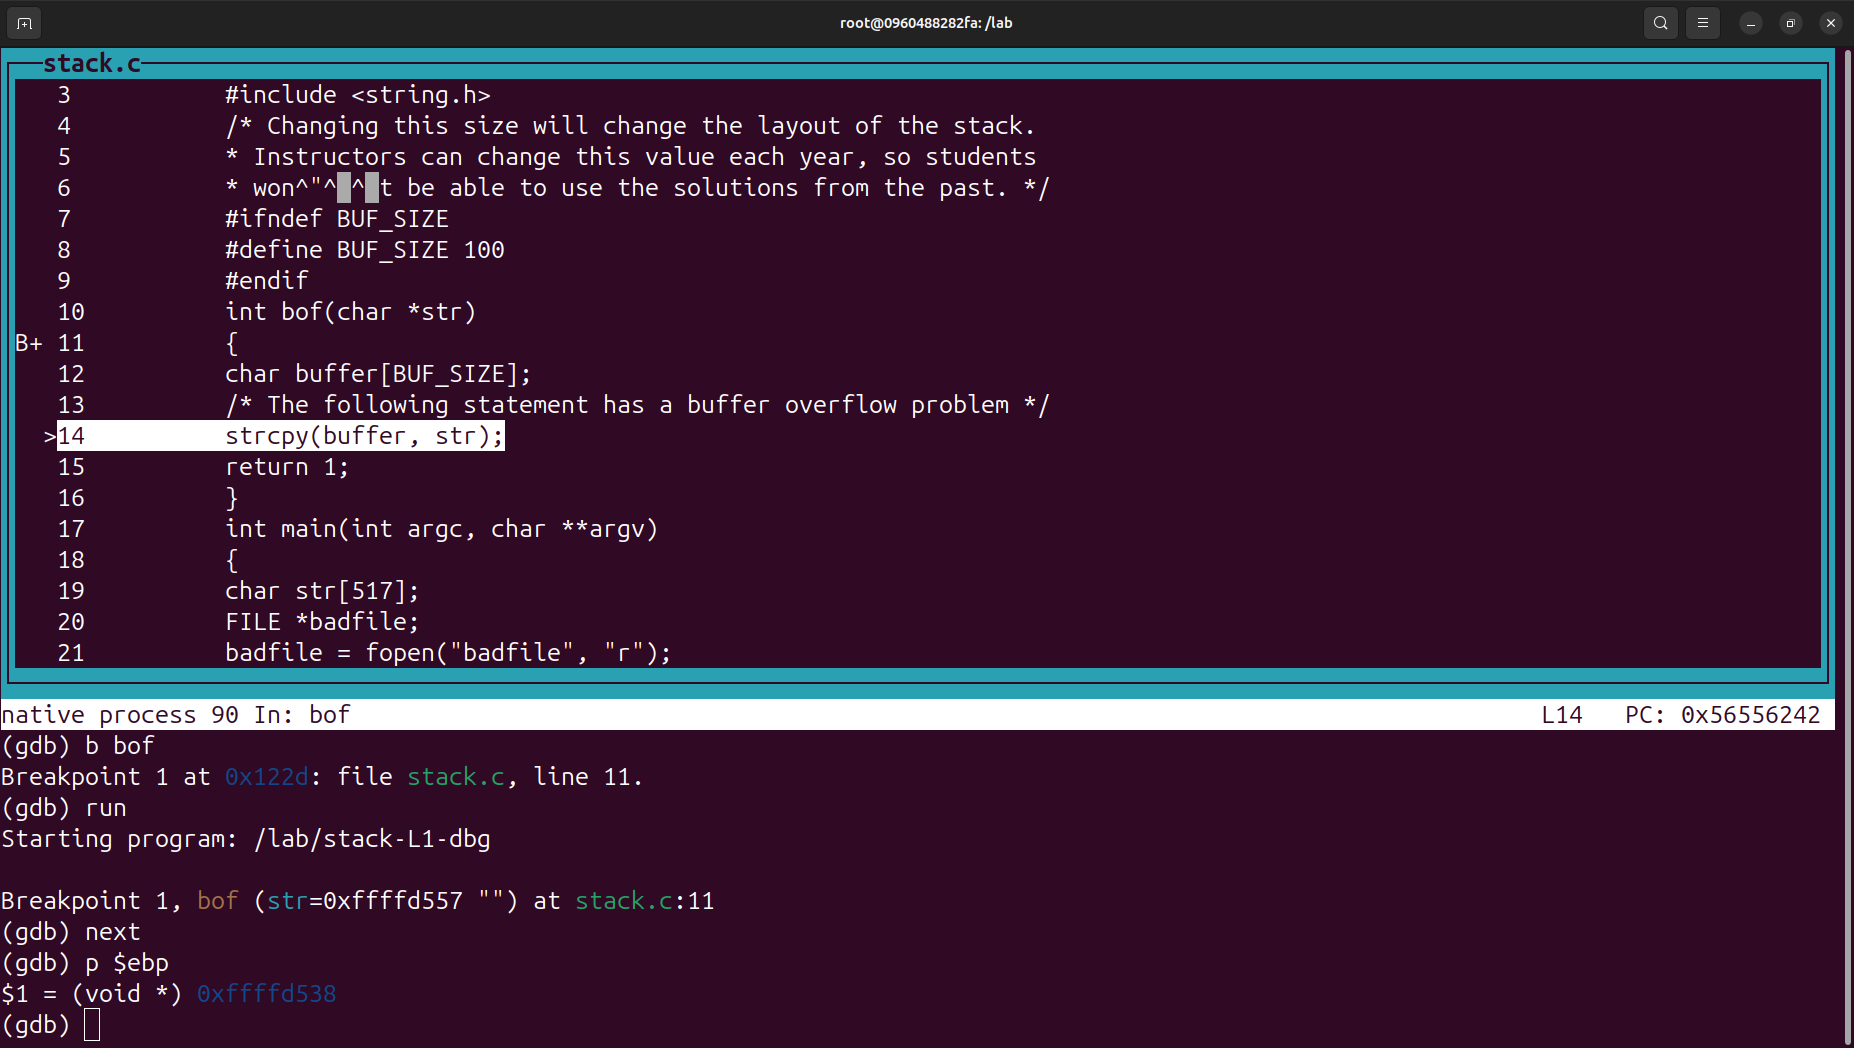 root@0960488282fa: /lab
stack.c
3 #include <string.h>
4 /* Changing this size will change the layout of the stack.
5 * Instructors can change this value each year, so students
6 * won^"^ ^ t be able to use the solutions from the past. */
7 #ifndef BUF_SIZE
8 #define BUF_SIZE 100
9 #endif
10 int bof(char *str)
B+ 11 {
12 char buffer[BUF_SIZE];
13 /* The following statement has a buffer overflow problem */
>14 strcpy(buffer, str);
15 return 1;
16 }
17 int main(int argc, char **argv)
18 {
19 char str[517];
20 FILE *badfile;
21 badfile = fopen("badfile", "r");
native process 90 In: bof L14 PC: 0x56556242
(gdb) b bof
Breakpoint 1 at 0x122d: file stack.c, line 11.
(gdb) run
Starting program: /lab/stack-L1-dbg
Breakpoint 1, bof (str=0xffffd557 "") at stack.c:11
(gdb) next
(gdb) p $ebp
$1 = (void *) 0xffffd538
(gdb)